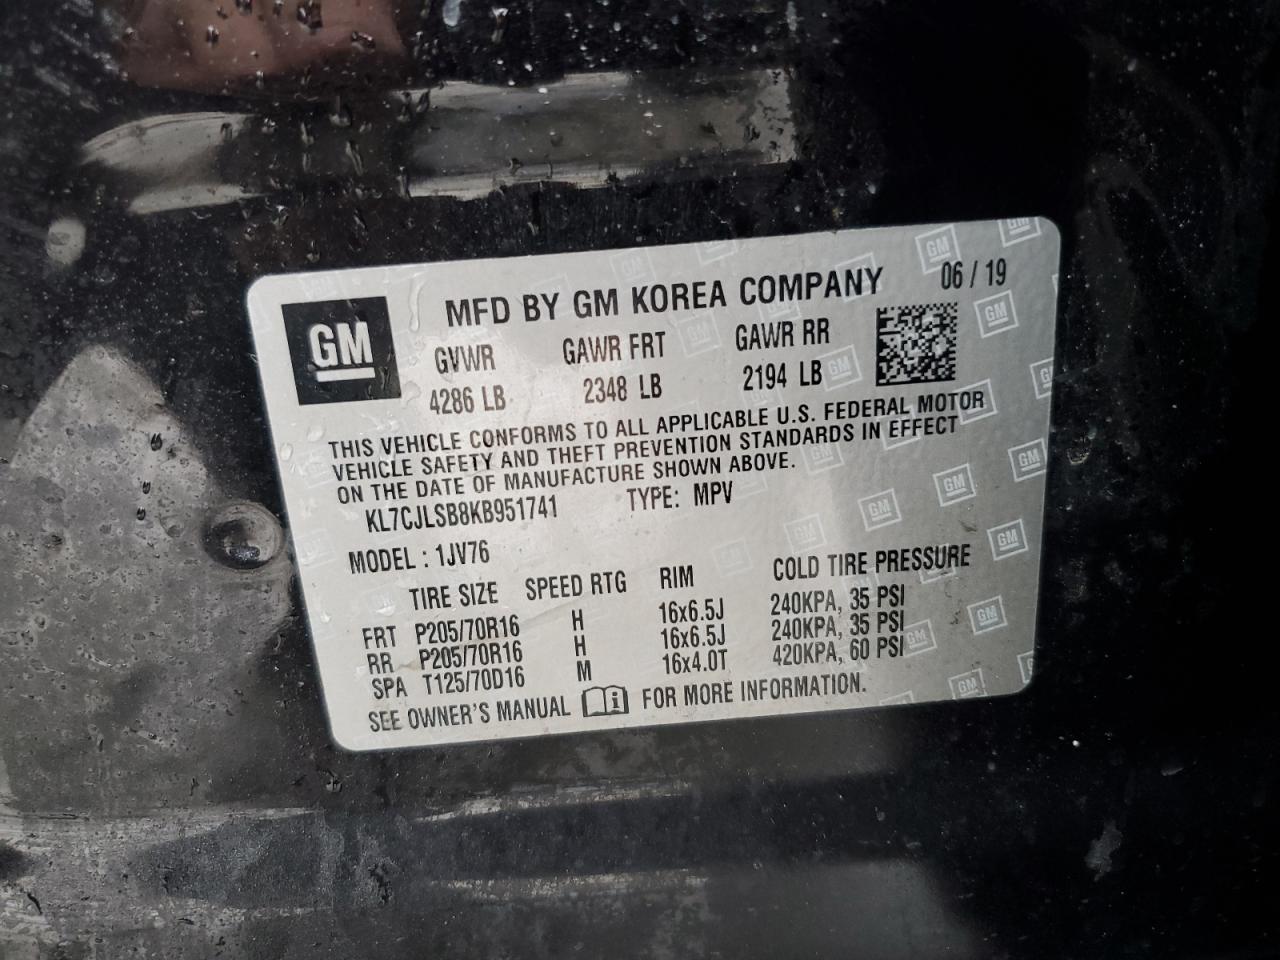 GM
MFD BY GM KOREA COMPANY 06 / 19
GVWR GAWR FRT GAWR RR
4286 LB 2348 LB 2194 LB
THIS VEHICLE CONFORMS TO ALL APPLICABLE U.S. FEDERAL MOTOR
VEHICLE SAFETY AND THEFT PREVENTION STANDARDS IN EFFECT
ON THE DATE OF MANUFACTURE SHOWN ABOVE.
KL7CJLSB8KB951741 TYPE: MPV
MODEL : 1JV76
TIRE SIZE SPEED RTG RIM COLD TIRE PRESSURE
FRT P205/70R16 H 16x6.5J 240KPA, 35 PSI
RR P205/70R16 H 16x6.5J 240KPA, 35 PSI
SPA T125/70D16 M 16x4.0T 420KPA, 60 PSI
SEE OWNER'S MANUAL i FOR MORE INFORMATION.